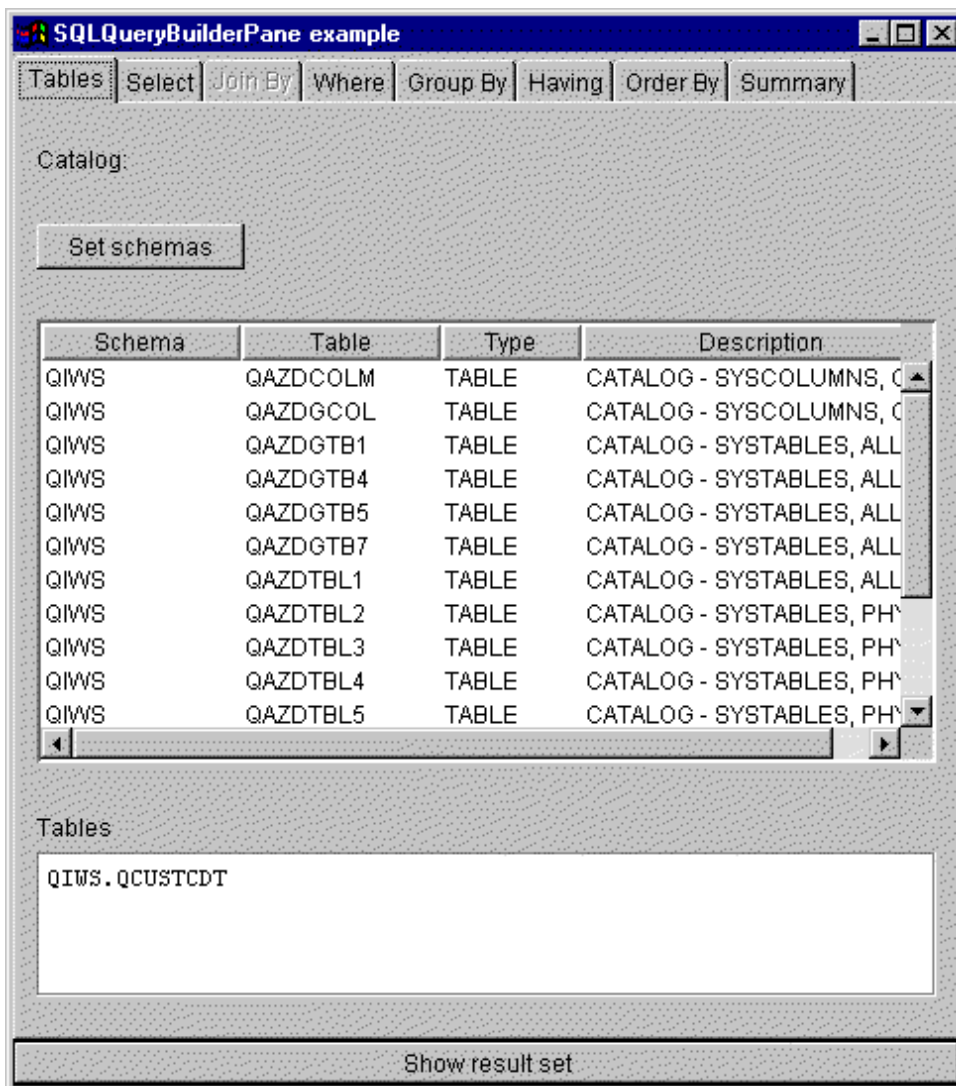 SQLQueryBuilderPane example
Tables Select Join By Where Group By Having Order By Summary
Catalog:
Set schemas
Schema Table Type Description
QIWS QAZDCOLM TABLE CATALOG - SYSCOLUMNS, C
QIWS QAZDGCOL TABLE CATALOG - SYSCOLUMNS, C
QIWS QAZDGTB1 TABLE CATALOG - SYSTABLES, ALL
QIWS QAZDGTB4 TABLE CATALOG - SYSTABLES, ALL
QIWS QAZDGTB5 TABLE CATALOG - SYSTABLES, ALL
QIWS QAZDGTB7 TABLE CATALOG - SYSTABLES, ALL
QIWS QAZDTBL1 TABLE CATALOG - SYSTABLES, ALL
QIWS QAZDTBL2 TABLE CATALOG - SYSTABLES, PHY
QIWS QAZDTBL3 TABLE CATALOG - SYSTABLES, PHY
QIWS QAZDTBL4 TABLE CATALOG - SYSTABLES, PHY
QIWS QAZDTBL5 TABLE CATALOG - SYSTABLES, PHY
Tables
QIWS.QCUSTCDT
Show result set